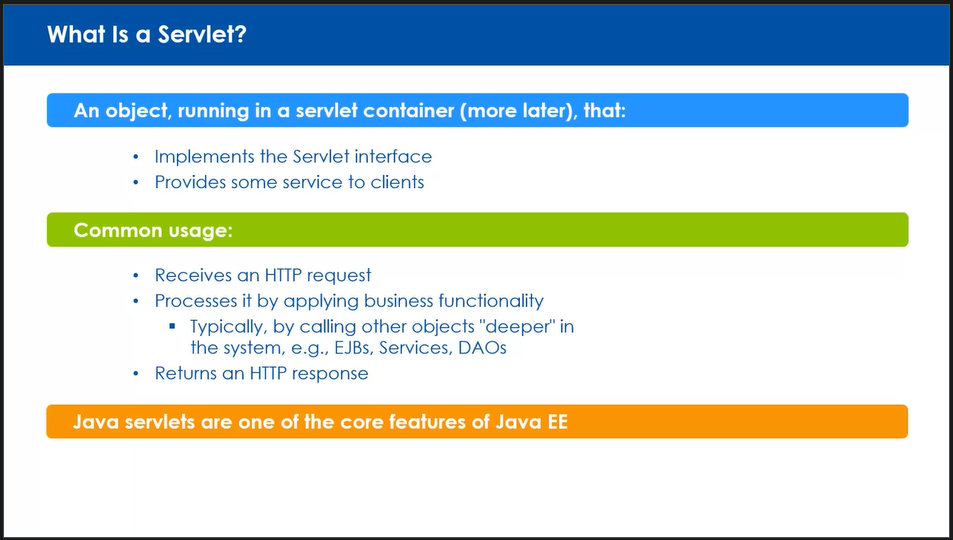 What Is a Servlet?
An object, running in a servlet container (more later), that:
• Implements the Servlet interface
• Provides some service to clients
Common usage:
• Receives an HTTP request
• Processes it by applying business functionality
▪ Typically, by calling other objects "deeper" in
the system, e.g., EJBs, Services, DAOs
• Returns an HTTP response
Java servlets are one of the core features of Java EE